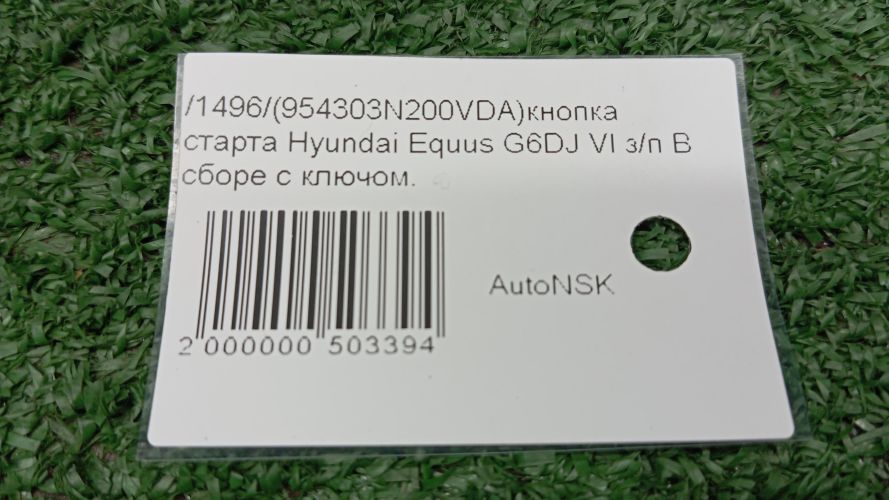 /1496/(954303N200VDA)кнопка
старта Hyundai Equus G6DJ VI з/п В
сборе с ключом.
AutoNSK
2 000000 503394